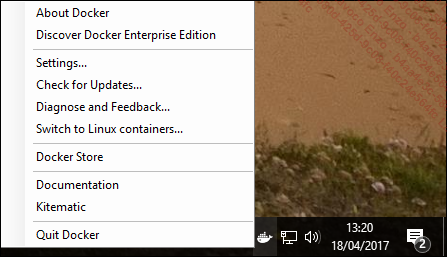 About Docker
Discover Docker Enterprise Edition
Settings...
Check for Updates...
Diagnose and Feedback...
Switch to Linux containers...
Docker Store
Documentation
Kitematic
Quit Docker
13:20
18/04/2017
2